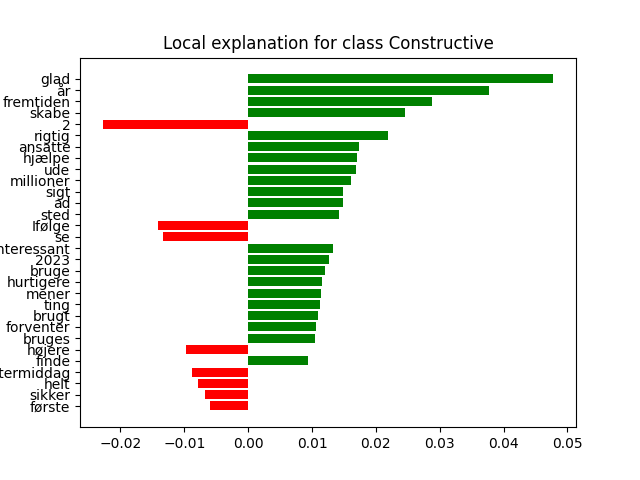 Local explanation for class Constructive
glad
år
fremtiden
skabe
2
rigtig
ansatte
hjælpe
ude
millioner
sigt
ad
sted
Ifølge
se
nteressant
2023
bruge
hurtigere
mener
ting
brugt
forventer
bruges
højere
finde
termiddag
helt
sikker
første
−0.02 −0.01 0.00 0.01 0.02 0.03 0.04 0.05